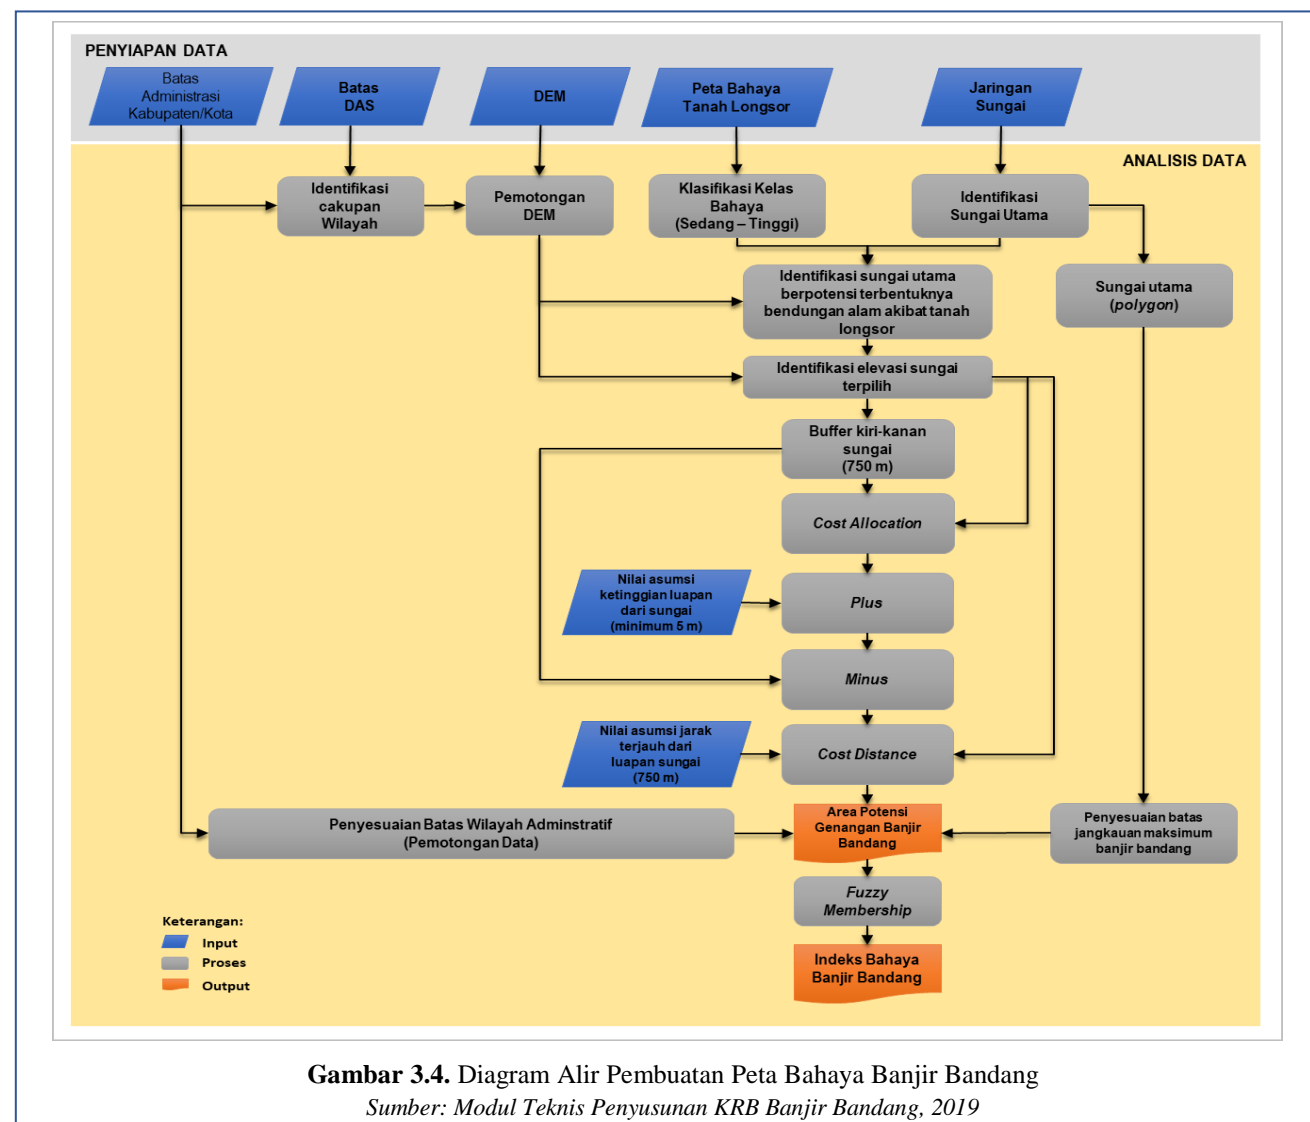 PENYIAPAN DATA
Batas
Administrasi
Kabupaten/Kota
Batas
DAS
DEM
Peta Bahaya
Tanah Longsor
Jaringan
Sungai
ANALISIS DATA
Identifikasi
cakupan
Wilayah
Pemotongan
DEM
Klasifikasi Kelas
Bahaya
(Sedang – Tinggi)
Identifikasi
Sungai Utama
Identifikasi sungai utama
berpotensi terbentuknya
bendungan alam akibat tanah
longsor
Sungai utama
(polygon)
Identifikasi elevasi sungai
terpilih
Buffer kiri-kanan
sungai
(750 m)
Cost Allocation
Nilai asumsi
ketinggian luapan
dari sungai
(minimum 5 m)
Plus
Minus
Nilai asumsi jarak
terjauh dari
luapan sungai
(750 m)
Cost Distance
Penyesuaian Batas Wilayah Adminstratif
(Pemotongan Data)
Area Potensi
Genangan Banjir
Bandang
Penyesuaian batas
jangkauan maksimum
banjir bandang
Fuzzy
Membership
Indeks Bahaya
Banjir Bandang
Keterangan:
Input
Proses
Output
Gambar 3.4. Diagram Alir Pembuatan Peta Bahaya Banjir Bandang
Sumber: Modul Teknis Penyusunan KRB Banjir Bandang, 2019